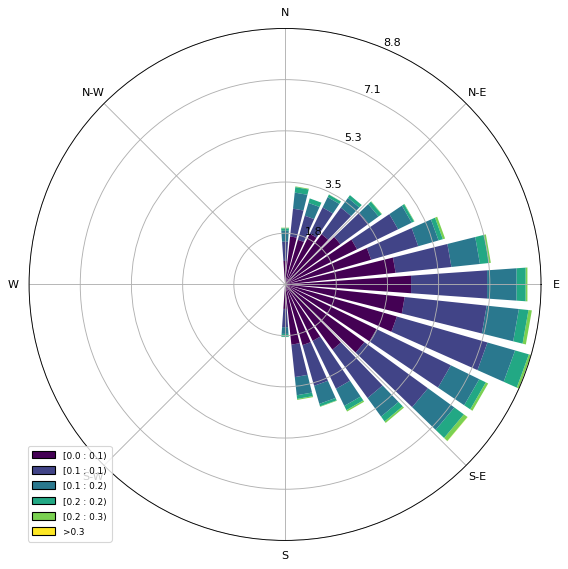 N
8.8
N-W
7.1
N-E
5.3
3.5
1.8
W
E
[0.0 : 0.1)
[0.1 : 0.1)
S-W
S-E
[0.1 : 0.2)
[0.2 : 0.2)
[0.2 : 0.3)
>0.3
S